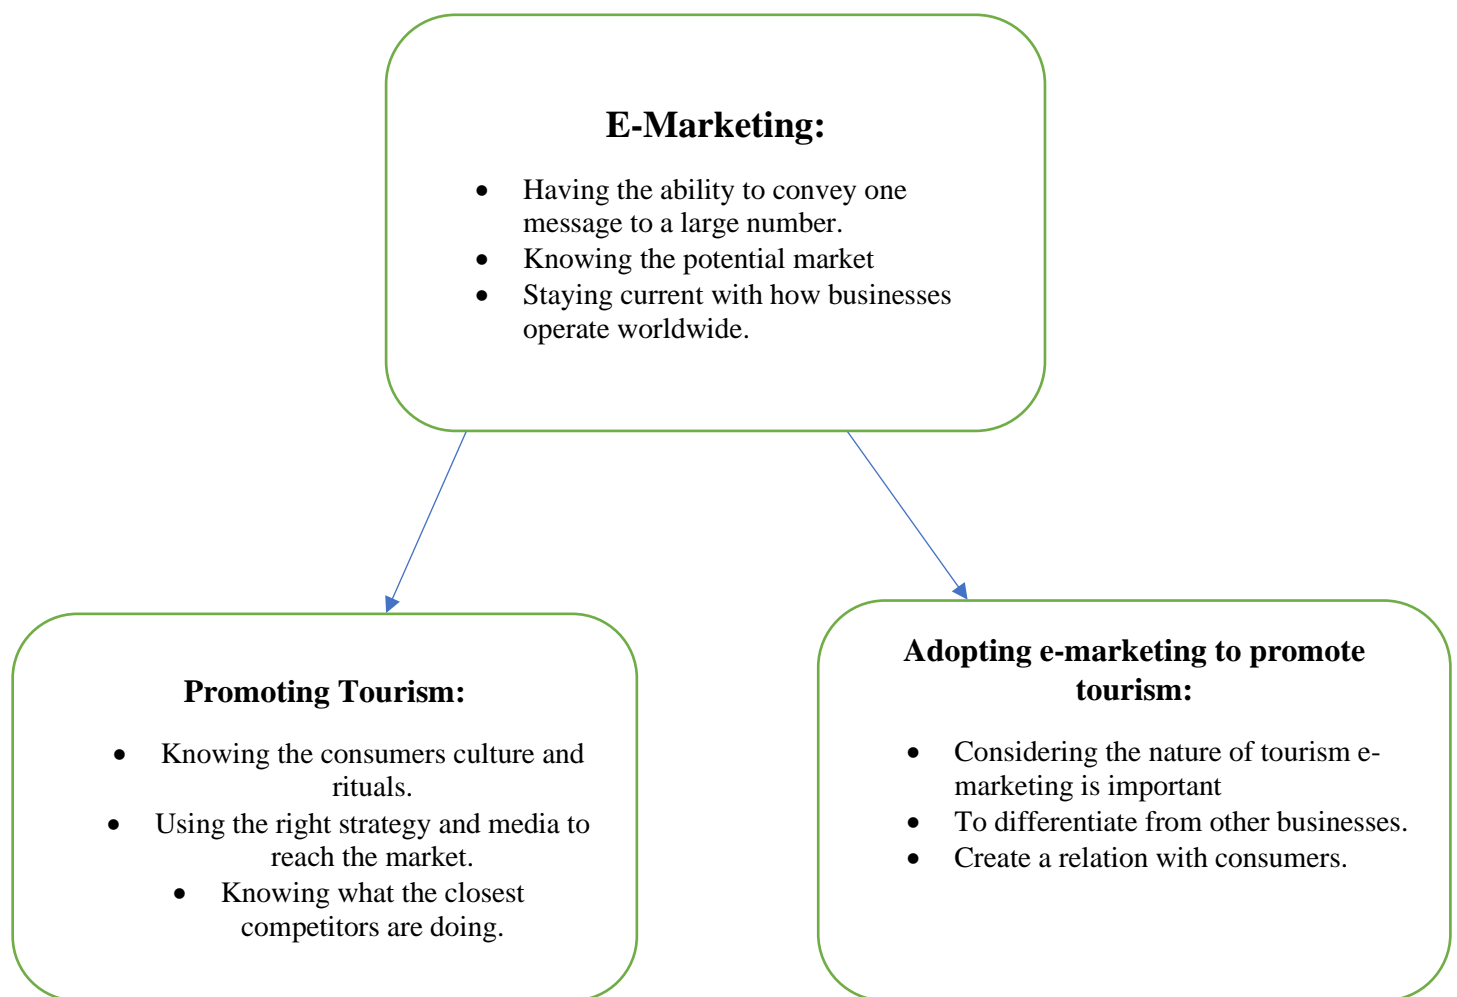 E-Marketing:
• Having the ability to convey one
message to a large number.
• Knowing the potential market
• Staying current with how businesses
operate worldwide.
Promoting Tourism:
• Knowing the consumers culture and
rituals.
• Using the right strategy and media to
reach the market.
• Knowing what the closest
competitors are doing.
Adopting e-marketing to promote
tourism:
• Considering the nature of tourism e-
marketing is important
• To differentiate from other businesses.
• Create a relation with consumers.